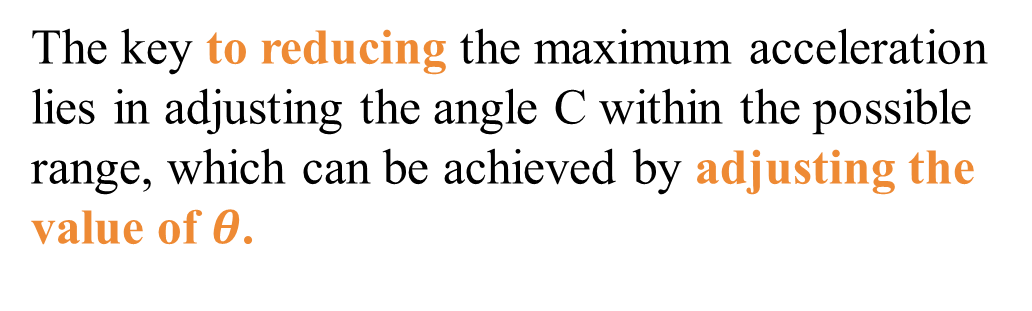 The key to reducing the maximum acceleration
lies in adjusting the angle C within the possible
range, which can be achieved by adjusting the
value of θ.